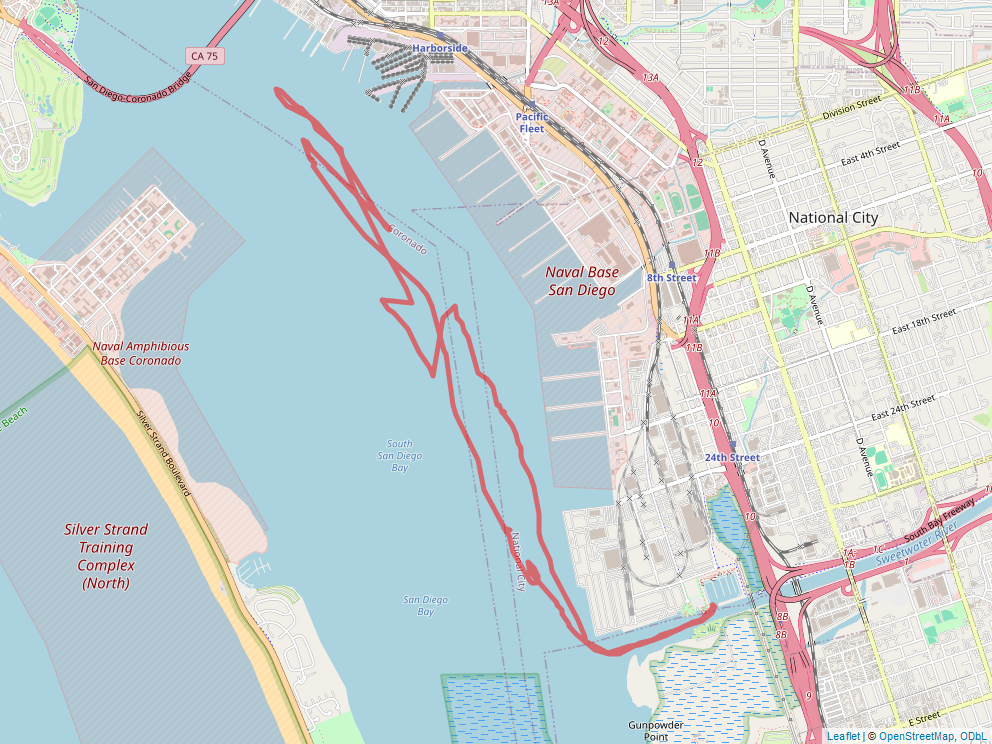 13A
12
Harborside
CA 75
San Diego-Coronado Bridge
13A
11B
Division Street
11A
Pacific
Fleet
D Avenue
East 4th Street
12
10
National City
Coronado
11B
Naval Base
San Diego
8th Street
D Avenue
11A
East 18th Street
11B
Naval Amphibious
Base Coronado
11A
East 24th Street
Beach
Silver Strand Boulevard
10
D Avenue
South
San Diego
Bay
24th Street
Silver Strand
Training
Complex
(North)
10
South Bay Freeway
National City
1A;
1B
1C
Sweetwater River
1
San Diego
Bay
8B
8B
9
Gunpowder
Point
E Street
Leaflet | © OpenStreetMap, ODbL